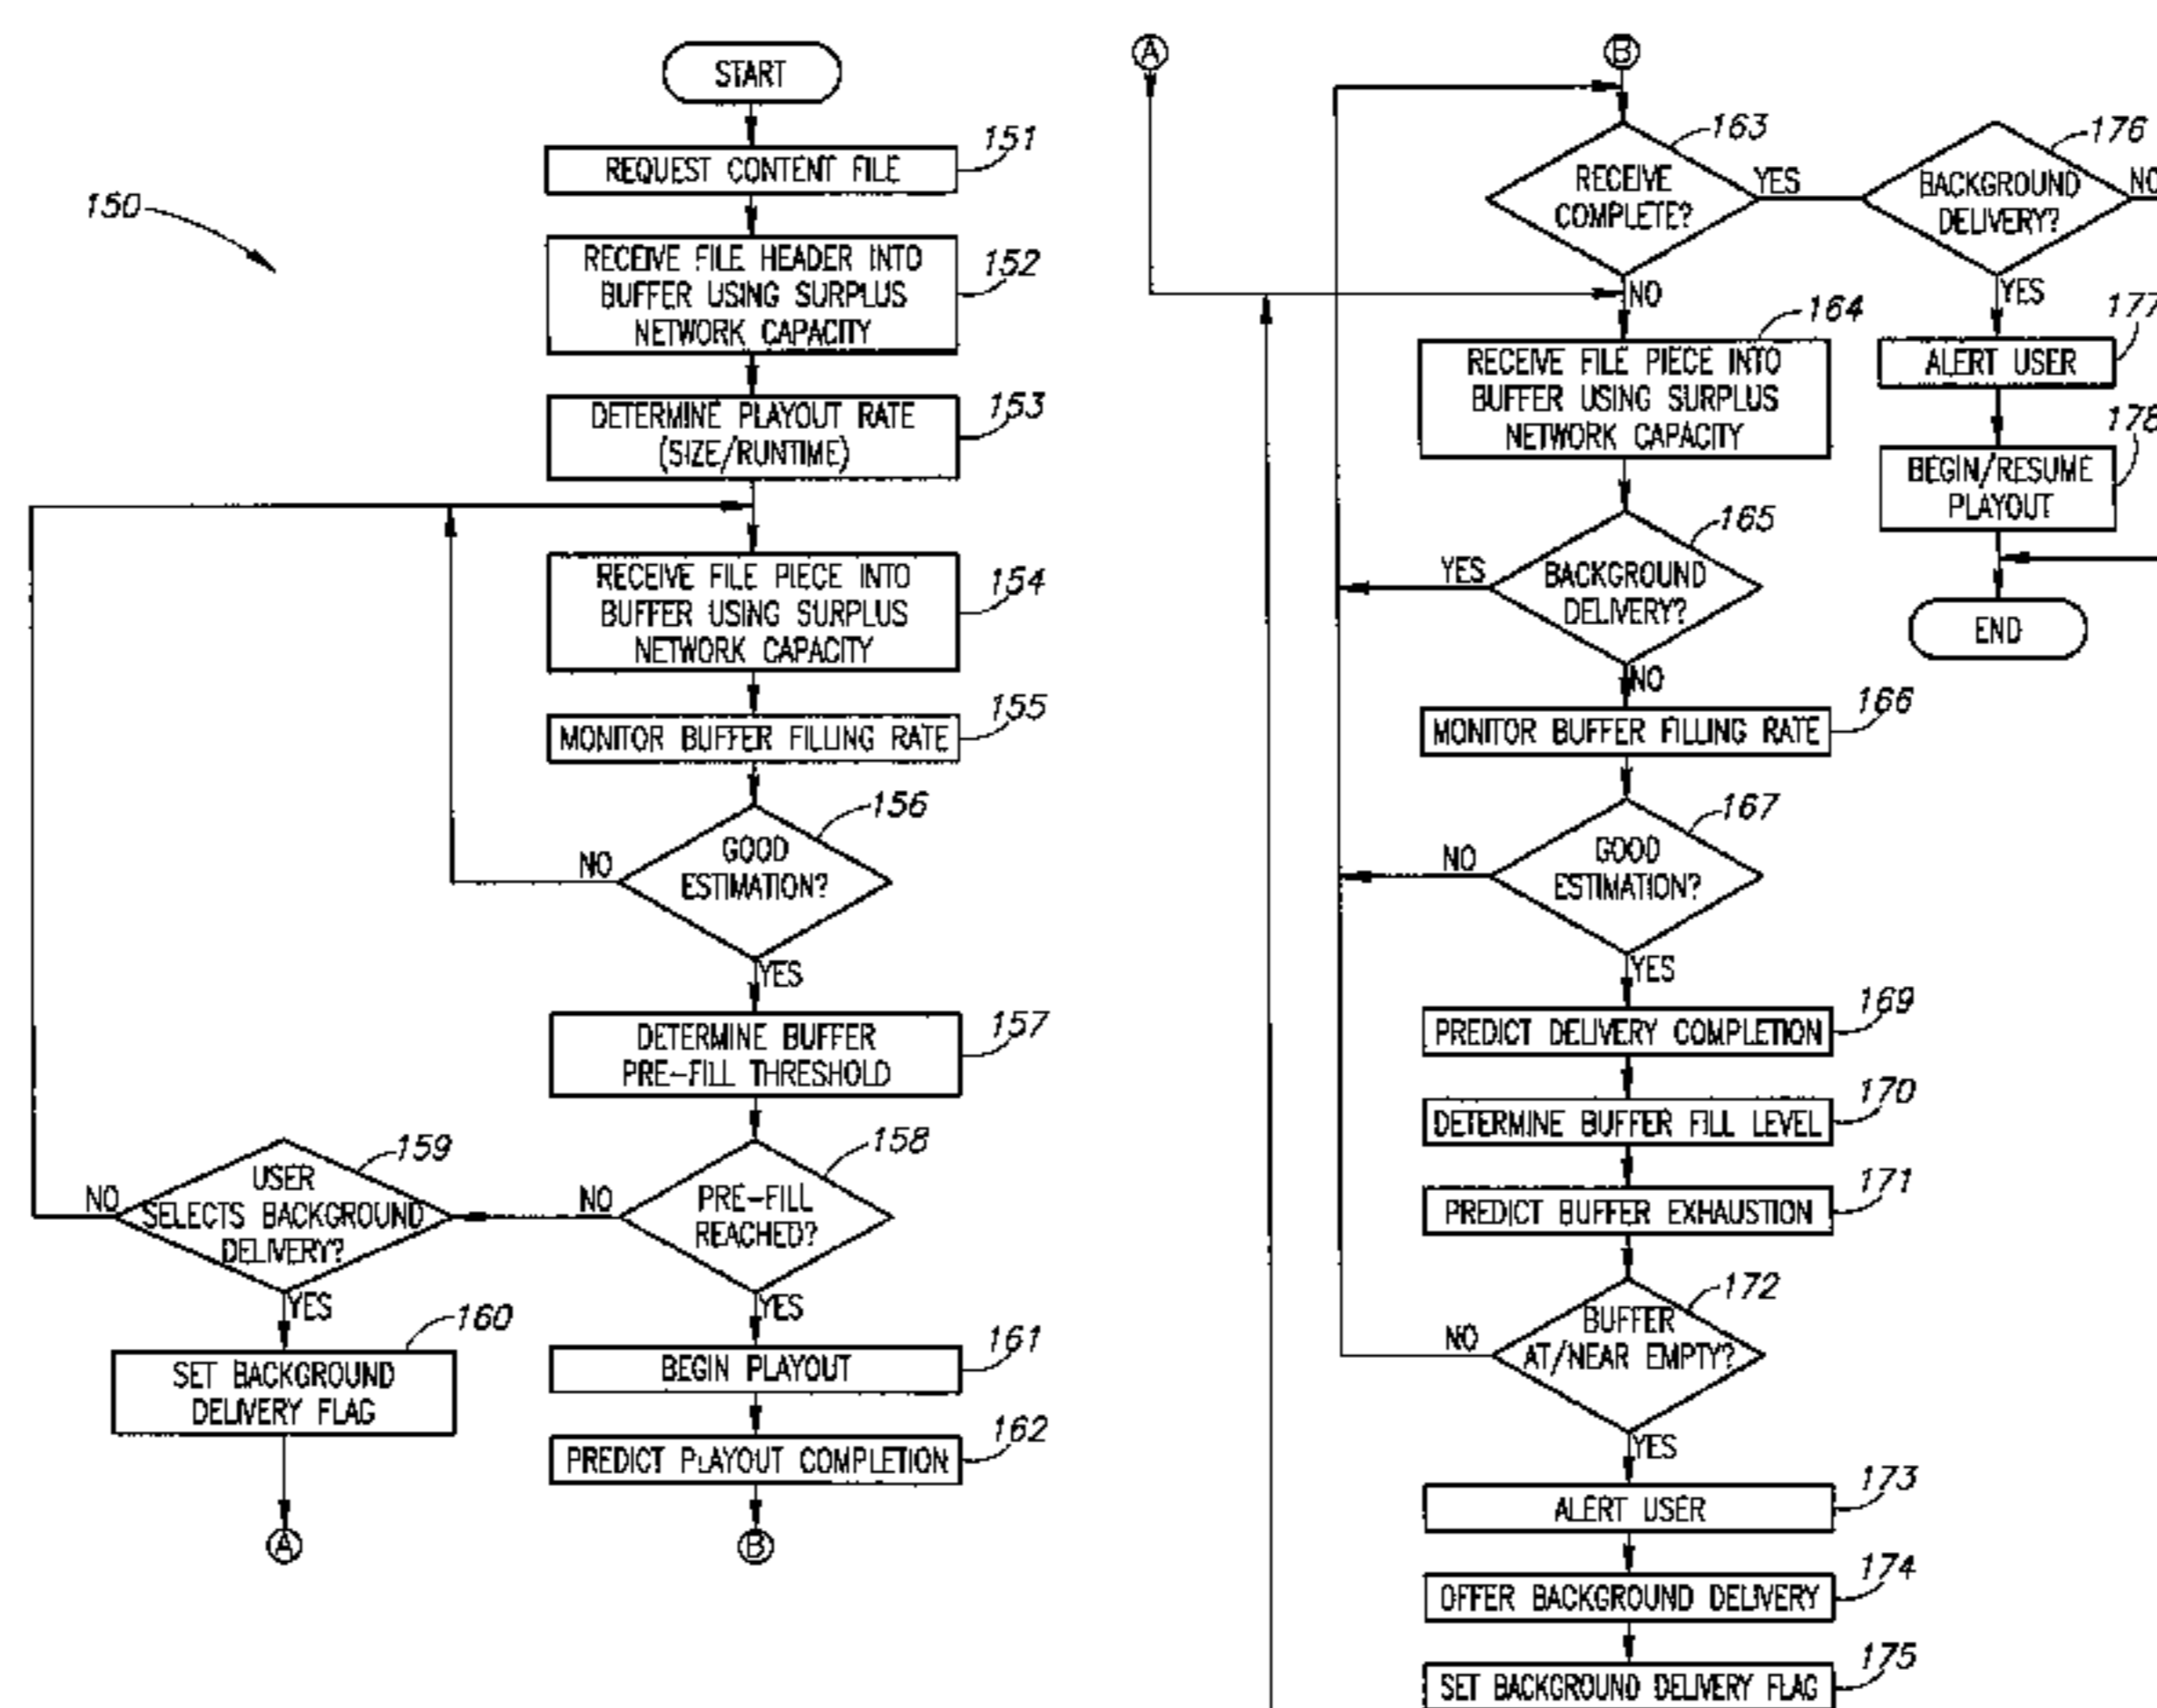 START
REQUEST CONTENT FILE
151
150
RECEIVE FILE HEADER INTO
BUFFER USING SURPLUS
NETWORK CAPACITY
152
DETERMINE PLAYOUT RATE
(SIZE/RUNTIME)
153
RECEIVE FILE PIECE INTO
BUFFER USING SURPLUS
NETWORK CAPACITY
154
MONITOR BUFFER FILLING RATE
155
GOOD
ESTIMATION?
156
NO
YES
DETERMINE BUFFER
PRE-FILL THRESHOLD
157
PRE-FILL
REACHED?
158
NO
YES
USER
SELECTS BACKGROUND
DELIVERY?
159
NO
YES
SET BACKGROUND
DELIVERY FLAG
160
A
BEGIN PLAYOUT
161
PREDICT PLAYOUT COMPLETION
162
B
A
B
RECEIVE
COMPLETE?
163
YES
NO
RECEIVE FILE PIECE INTO
BUFFER USING SURPLUS
NETWORK CAPACITY
164
BACKGROUND
DELIVERY?
165
YES
NO
MONITOR BUFFER FILLING RATE
166
GOOD
ESTIMATION?
167
NO
YES
PREDICT DELIVERY COMPLETION
169
DETERMINE BUFFER FILL LEVEL
170
PREDICT BUFFER EXHAUSTION
171
BUFFER
AT/NEAR EMPTY?
172
NO
YES
ALERT USER
173
OFFER BACKGROUND DELIVERY
174
SET BACKGROUND DELIVERY FLAG
175
BACKGROUND
DELIVERY?
176
NO
YES
ALERT USER
177
BEGIN/RESUME
PLAYOUT
178
END